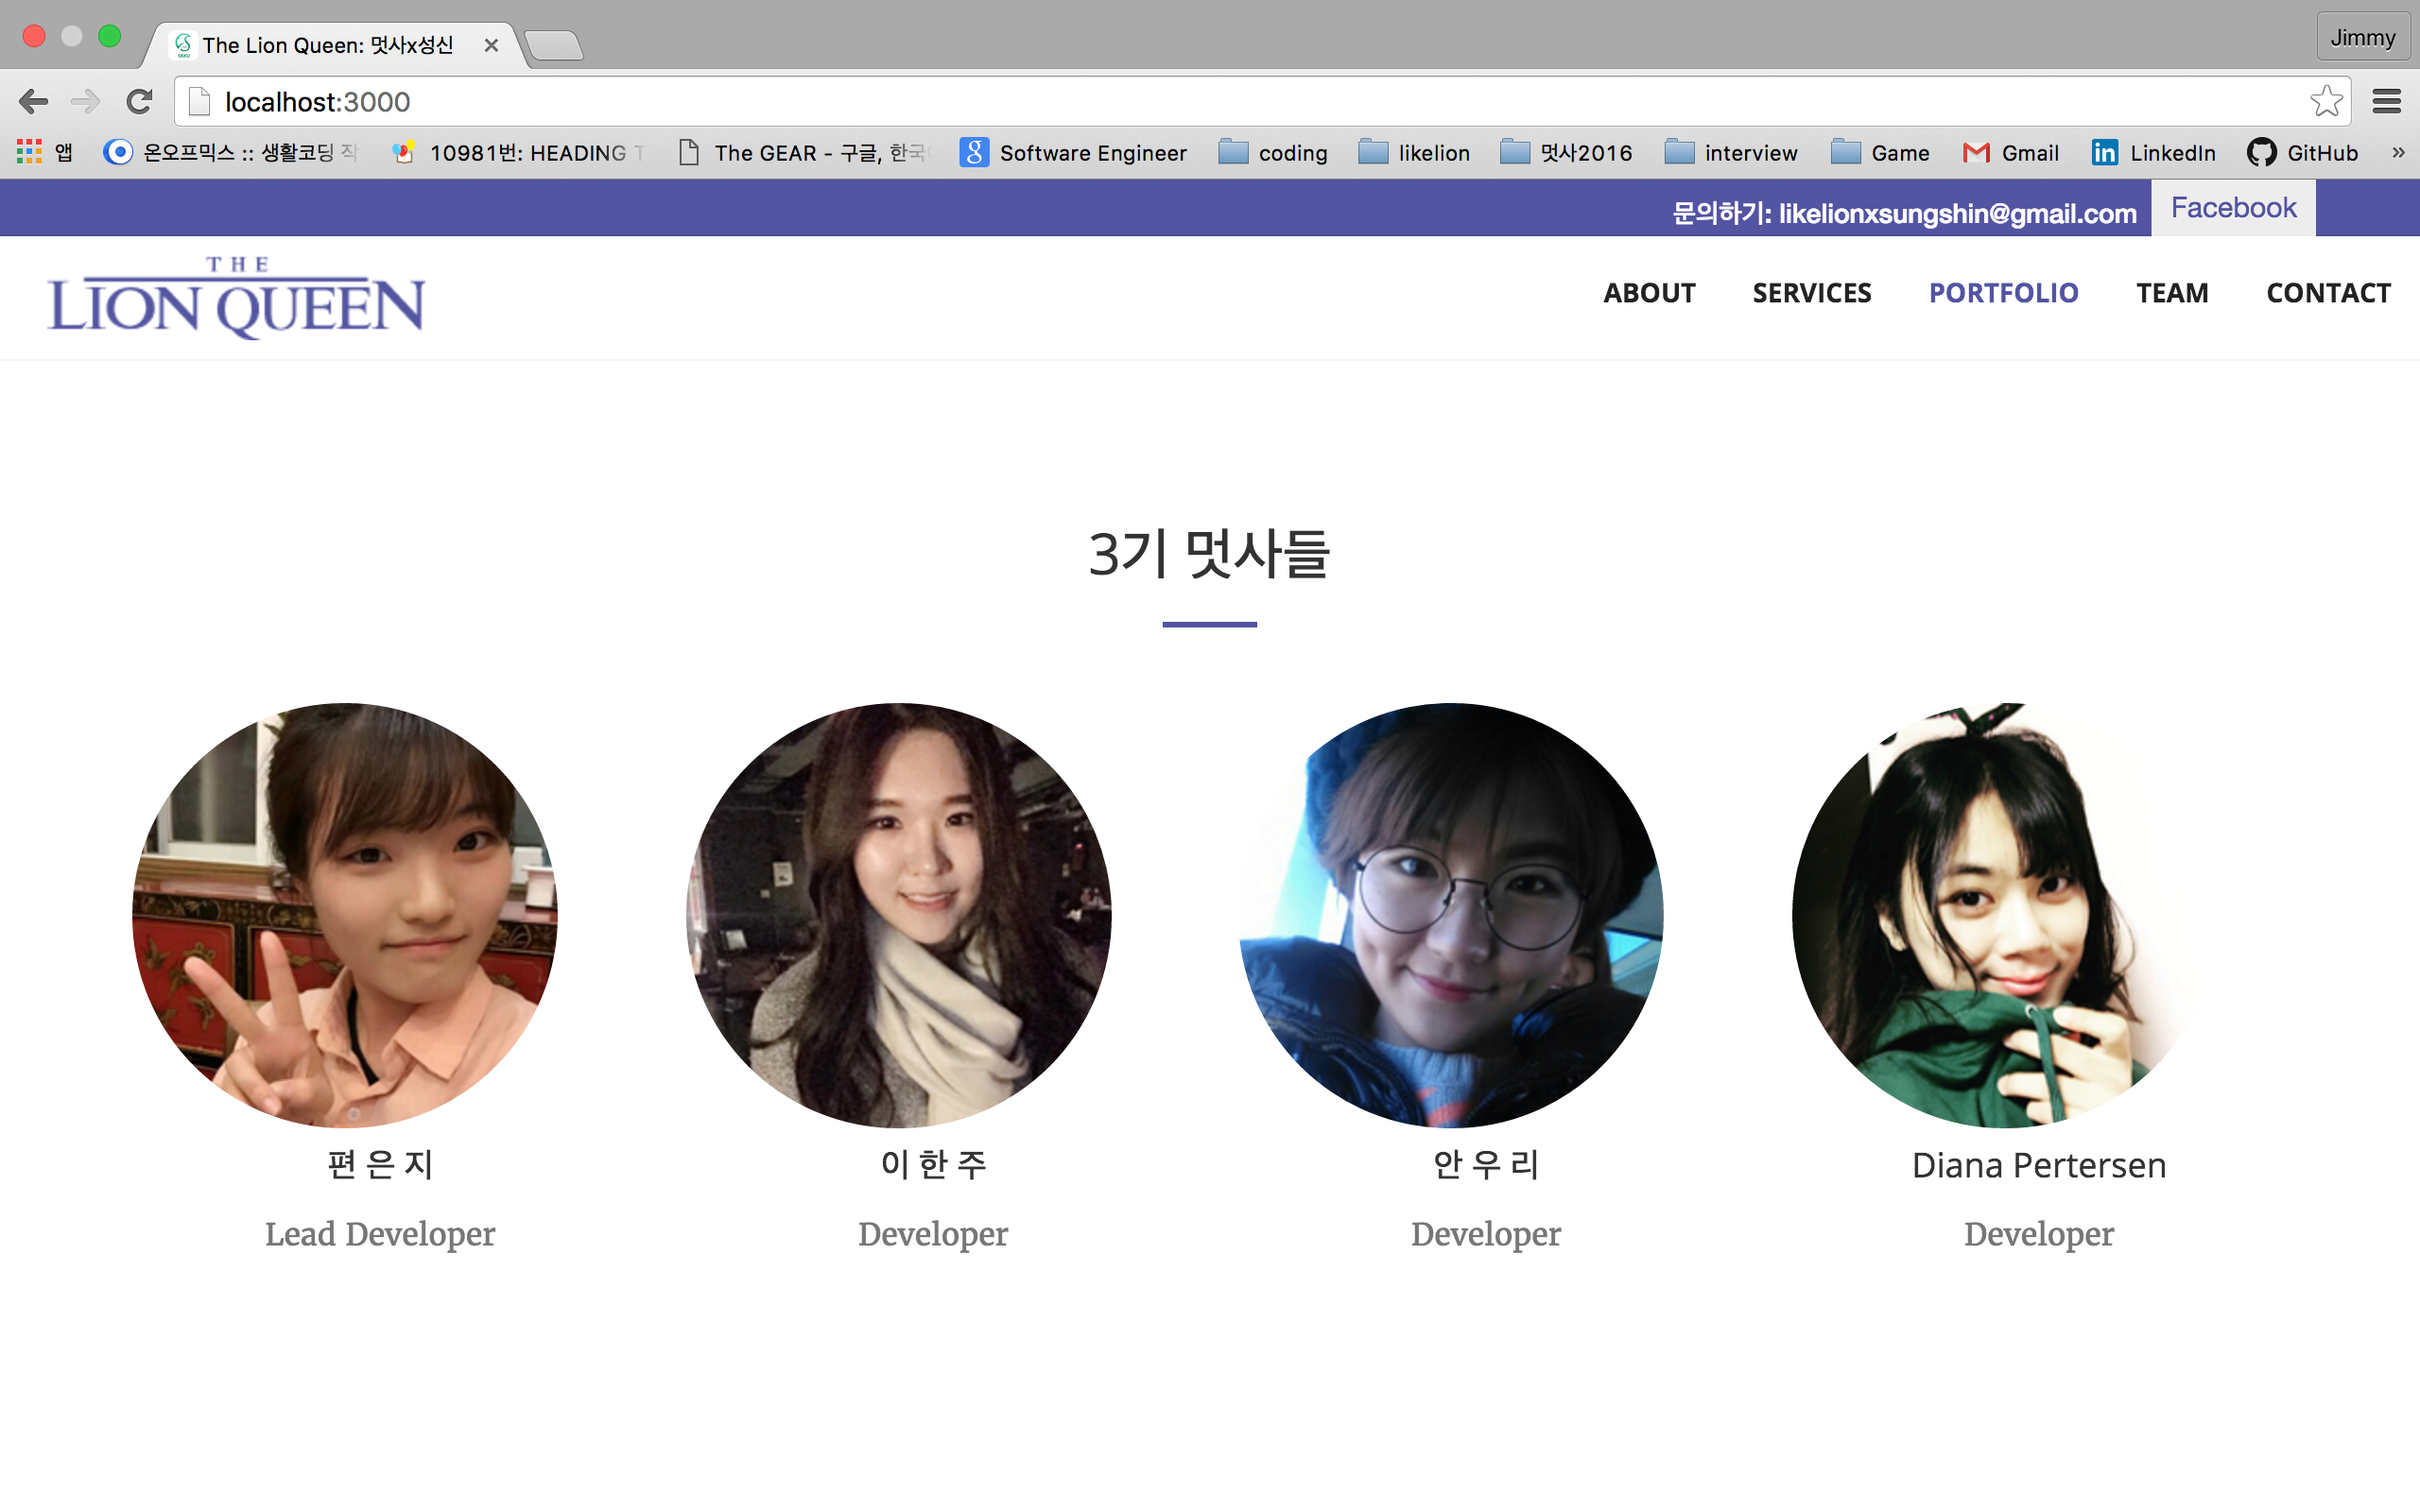 The Lion Queen: 멋사x성신
Jimmy
localhost:3000
앱 온오프믹스 :: 생활코딩 작 10981번: HEADING T The GEAR - 구글, 한국 Software Engineer coding likelion 멋사2016 interview Game Gmail LinkedIn GitHub »
문의하기: likelionxsungshin@gmail.com Facebook
THE
LION QUEEN
ABOUT SERVICES PORTFOLIO TEAM CONTACT
3기 멋사들
편 은 지 이 한 주 안 우 리 Diana Pertersen
Lead Developer Developer Developer Developer